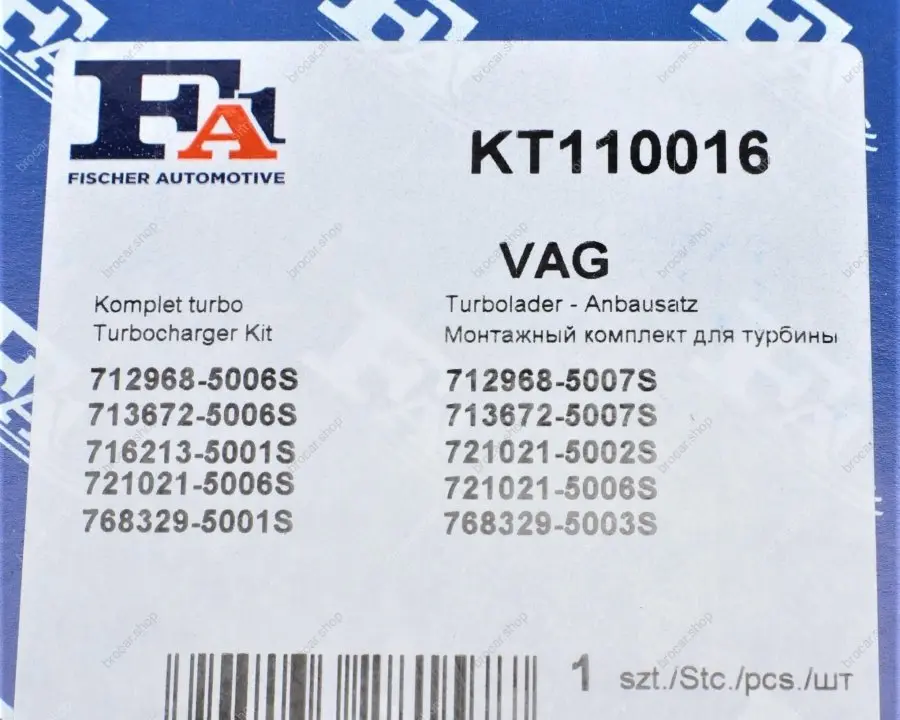 FA1
FISCHER AUTOMOTIVE
KT110016
VAG
Komplet turbo
Turbocharger Kit
Turbolader - Anbausatz
Монтажный комплект для турбины
712968-5006S 712968-5007S
713672-5006S 713672-5007S
716213-5001S 721021-5002S
721021-5006S 721021-5006S
768329-5001S 768329-5003S
1 szt./Stc./pcs./шт
brocar.shop